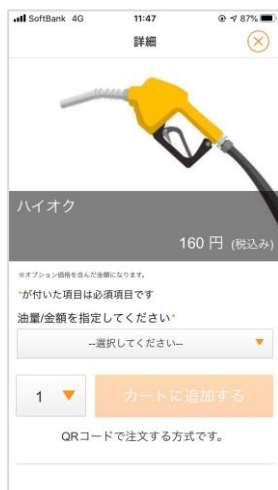 SoftBank 4G 11:47 87%
詳細
ハイオク
160 円 (税込み)
※オプション価格を含んだ金額になります。
*が付いた項目は必須項目です
油量/金額を指定してください*
--選択してください--
1 カートに追加する
QRコードで注文する方式です。